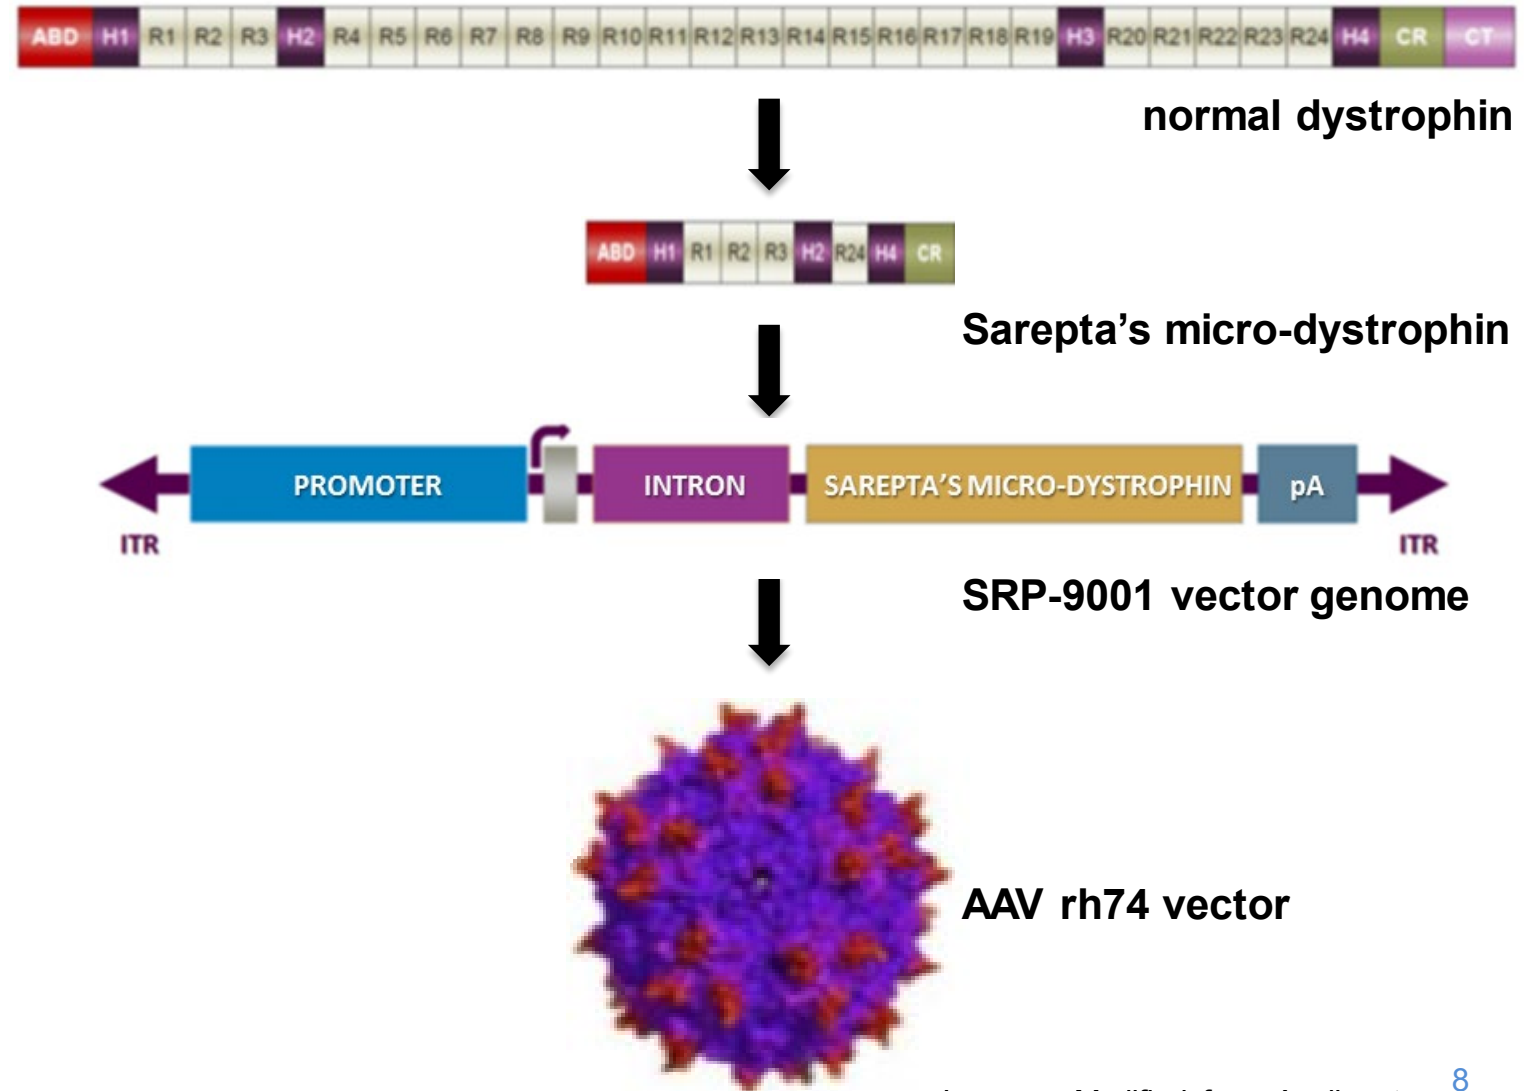 ABD H1 R1 R2 R3 H2 R4 R5 R6 R7 R8 R9 R10 R11 R12 R13 R14 R15 R16 R17 R18 R19 H3 R20 R21 R22 R23 R24 H4 CR CT
normal dystrophin
ABD H1 R1 R2 R3 H2 R24 H4 CR
Sarepta’s micro-dystrophin
PROMOTER INTRON SAREPTA’S MICRO-DYSTROPHIN pA
ITR ITR
SRP-9001 vector genome
AAV rh74 vector
8